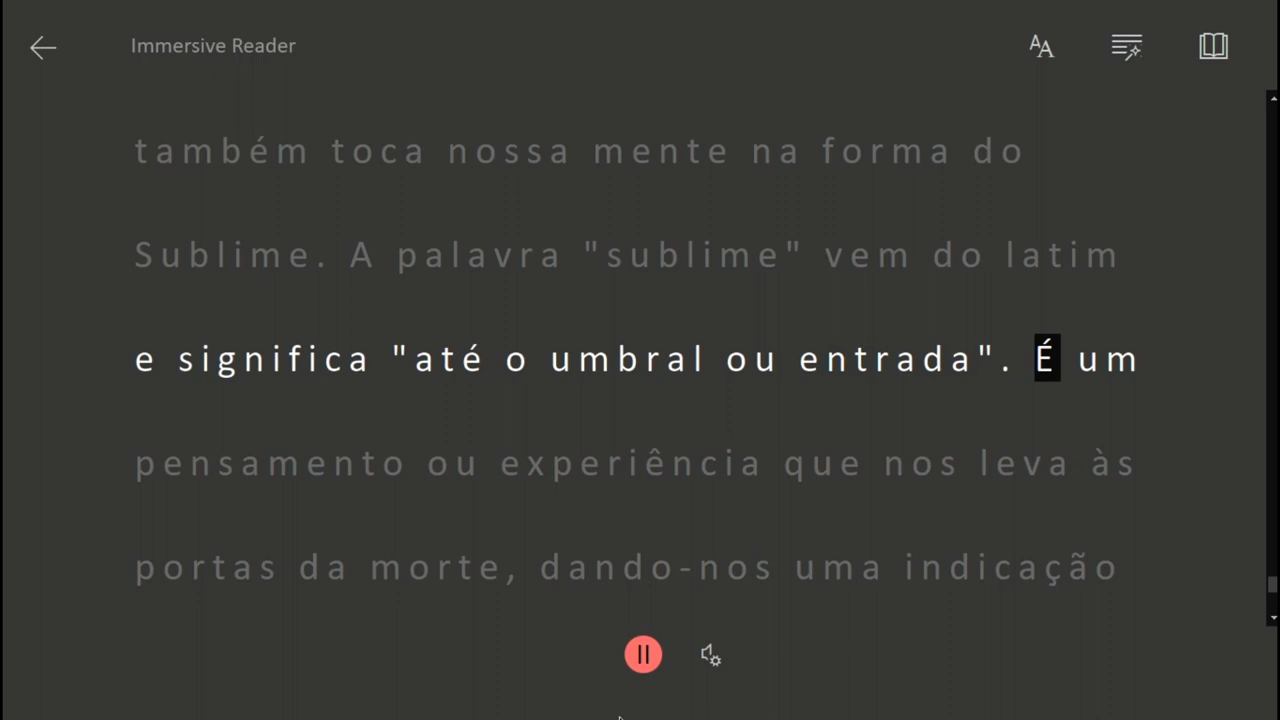 Immersive Reader
também toca nossa mente na forma do
Sublime. A palavra "sublime" vem do latim
e significa "até o umbral ou entrada". É um
pensamento ou experiência que nos leva às
portas da morte, dando-nos uma indicação